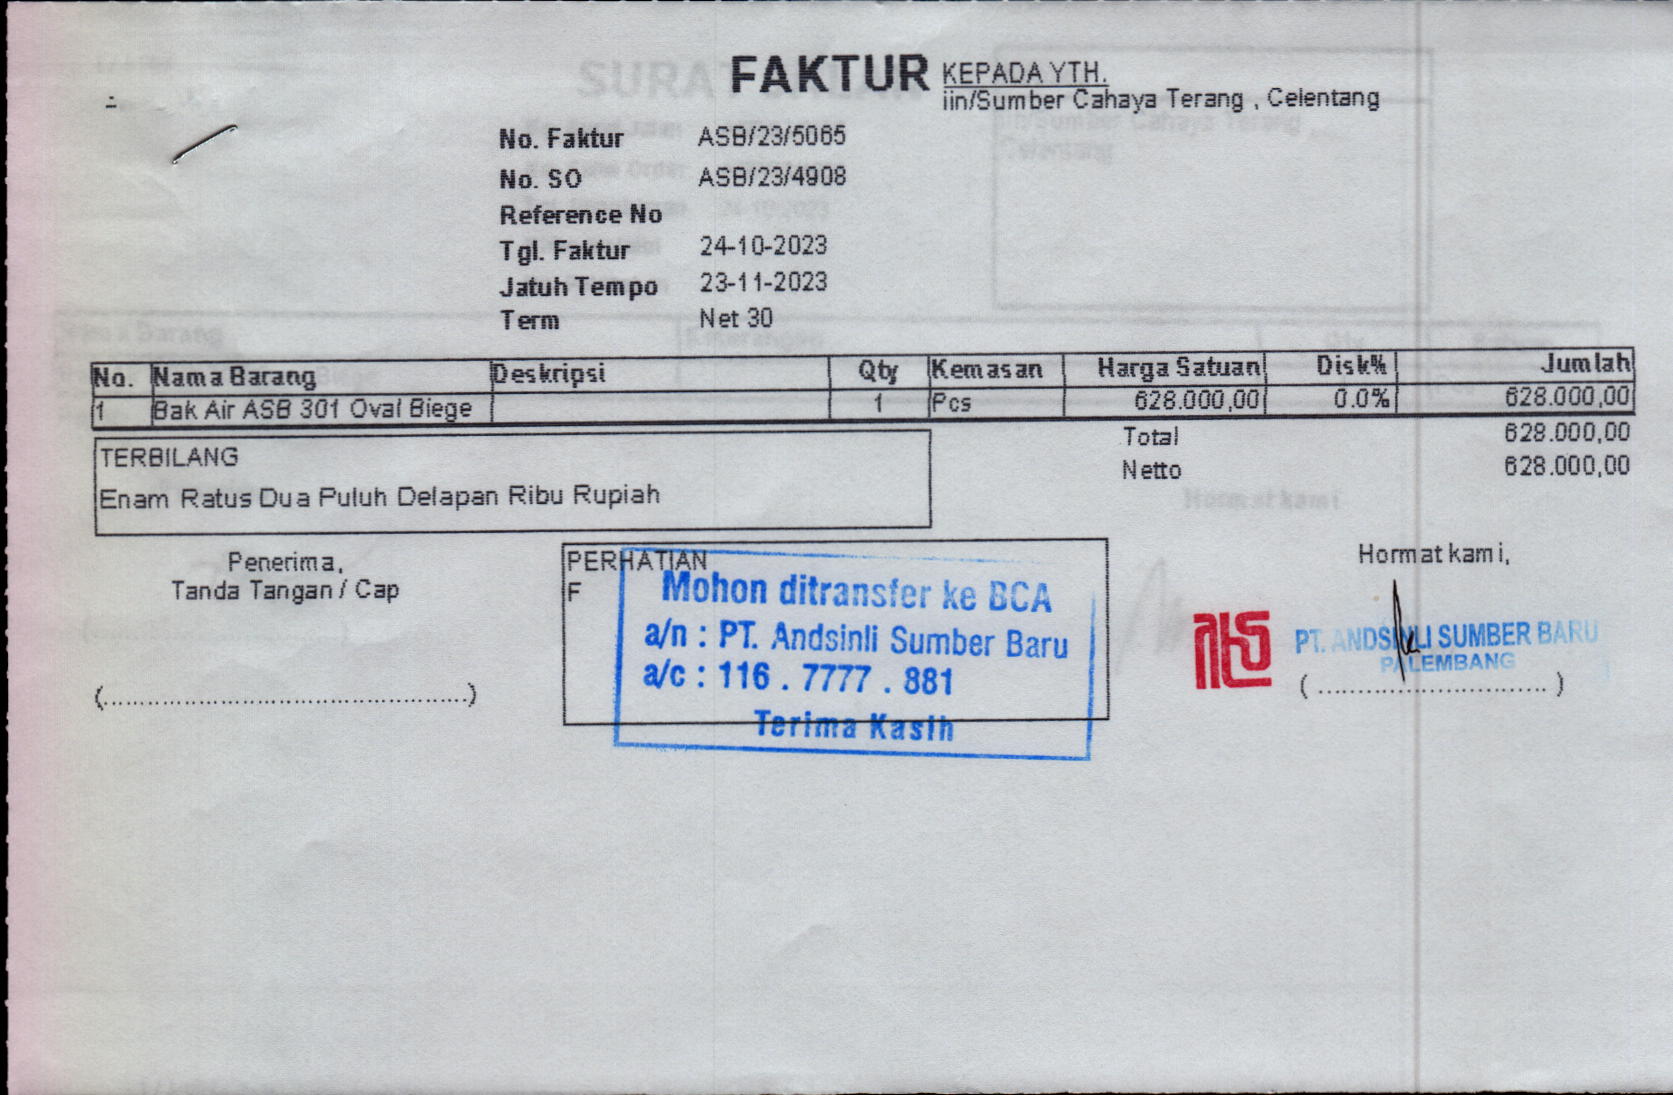 FAKTUR
KEPADA YTH.
iin/Sumber Cahaya Terang , Celentang
No. Faktur ASB/23/5065
No. SO ASB/23/4908
Reference No
Tgl. Faktur 24-10-2023
Jatuh Tempo 23-11-2023
Term Net 30
No. Nama Barang Deskripsi Qty Kemasan Harga Satuan Disk% Jumlah
1 Bak Air ASB 301 Oval Biege 1 Pcs 628.000,00 0.0% 628.000,00
Total 628.000,00
Netto 628.000,00
TERBILANG
Enam Ratus Dua Puluh Delapan Ribu Rupiah
Penerima,
Tanda Tangan / Cap
(...............................................)
PERHATIAN
F
Mohon ditransfer ke BCA
a/n : PT. Andsinli Sumber Baru
a/c : 116 . 7777 . 881
Terima Kasih
Hormat kami,
PT. ANDSINLI SUMBER BARU
PALEMBANG
( .............................. )